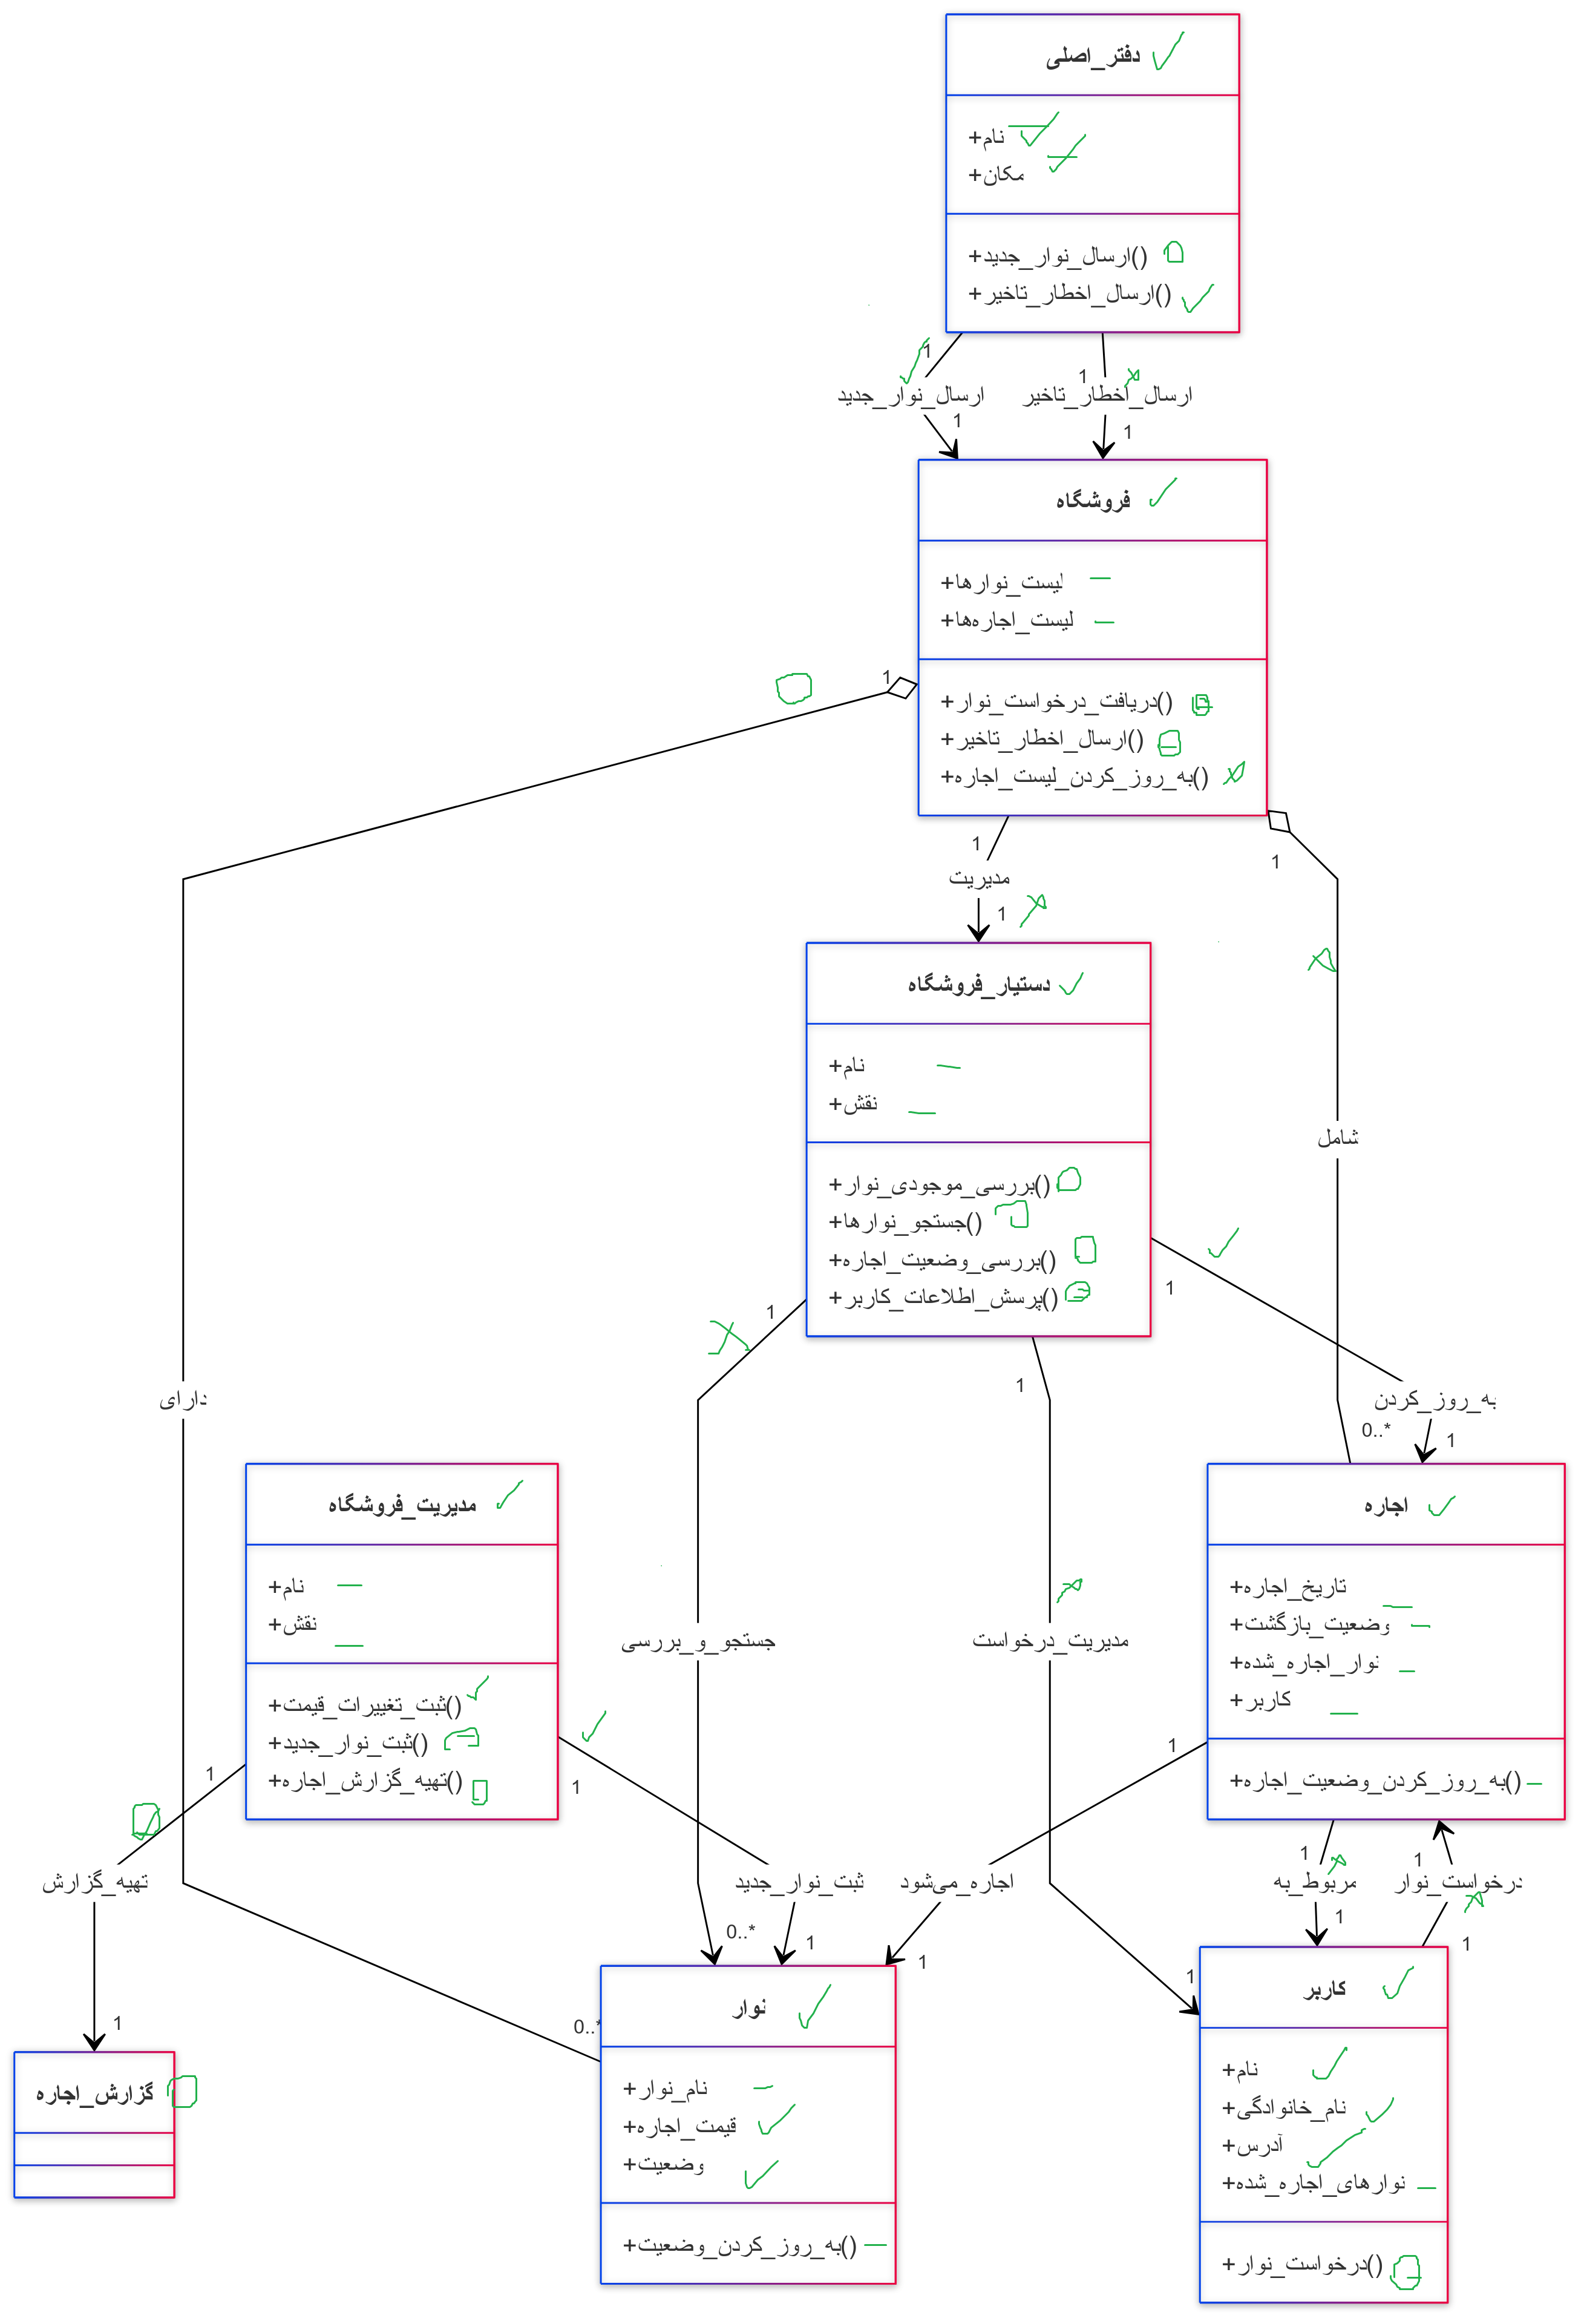 دفتر_اصلی
+نام
+مکان
+ارسال_نوار_جدید()
+ارسال_اخطار_تاخیر()
1
1
ارسال_نوار_جدید
ارسال_اخطار_تاخیر
1
1
فروشگاه
+لیست_نوارها
+لیست_اجاره‌ها
+دریافت_درخواست_نوار()
+ارسال_اخطار_تاخیر()
+به_روز_کردن_لیست_اجاره()
1
1
1
مدیریت
1
دستیار_فروشگاه
+نام
+نقش
+بررسی_موجودی_نوار()
+جستجو_نوارها()
+بررسی_وضعیت_اجاره()
+پرسش_اطلاعات_کاربر()
شامل
1
1
1
دارای
به_روز_کردن
0..*
1
مدیریت_فروشگاه
+نام
+نقش
+ثبت_تغییرات_قیمت()
+ثبت_نوار_جدید()
+تهیه_گزارش_اجاره()
اجاره
+تاریخ_اجاره
+وضعیت_بازگشت
+نوار_اجاره_شده
+کاربر
+به_روز_کردن_وضعیت_اجاره()
جستجو_و_بررسی
مدیریت_درخواست
1
1
1
1
1
تهیه_گزارش
ثبت_نوار_جدید
اجاره_می‌شود
مربوط_به
درخواست_نوار
0..*
1
1
1
1
1
1
0..*
گزارش_اجاره
نوار
+نام_نوار
+قیمت_اجاره
+وضعیت
+به_روز_کردن_وضعیت()
کاربر
+نام
+نام_خانوادگی
+آدرس
+نوارهای_اجاره_شده
+درخواست_نوار()